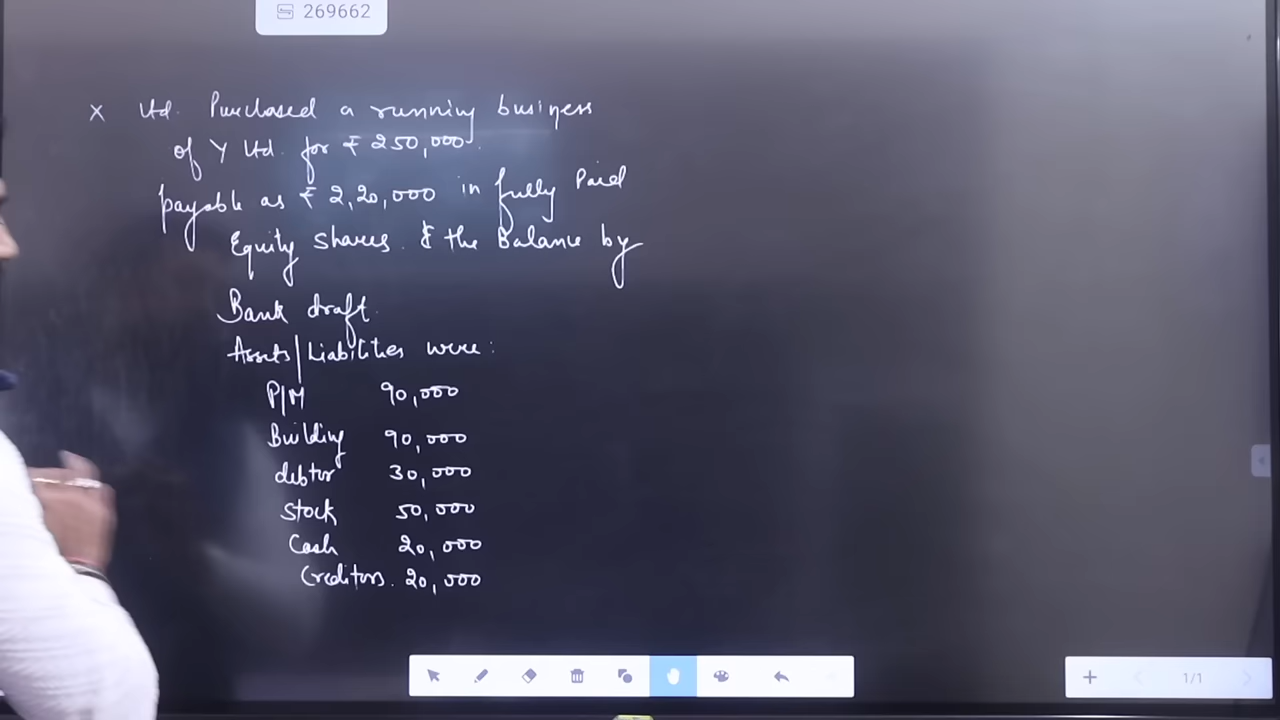 269662
X Ltd. Purchased a running business
of Y Ltd. for ₹ 250,000.
payable as ₹ 2,20,000 in fully Paid
Equity shares. & the Balance by
Bank draft.
Assets/Liabilities were:
P/M 90,000
Building 90,000
debtor 30,000
stock 50,000
Cash 20,000
Creditors. 20,000
1/1